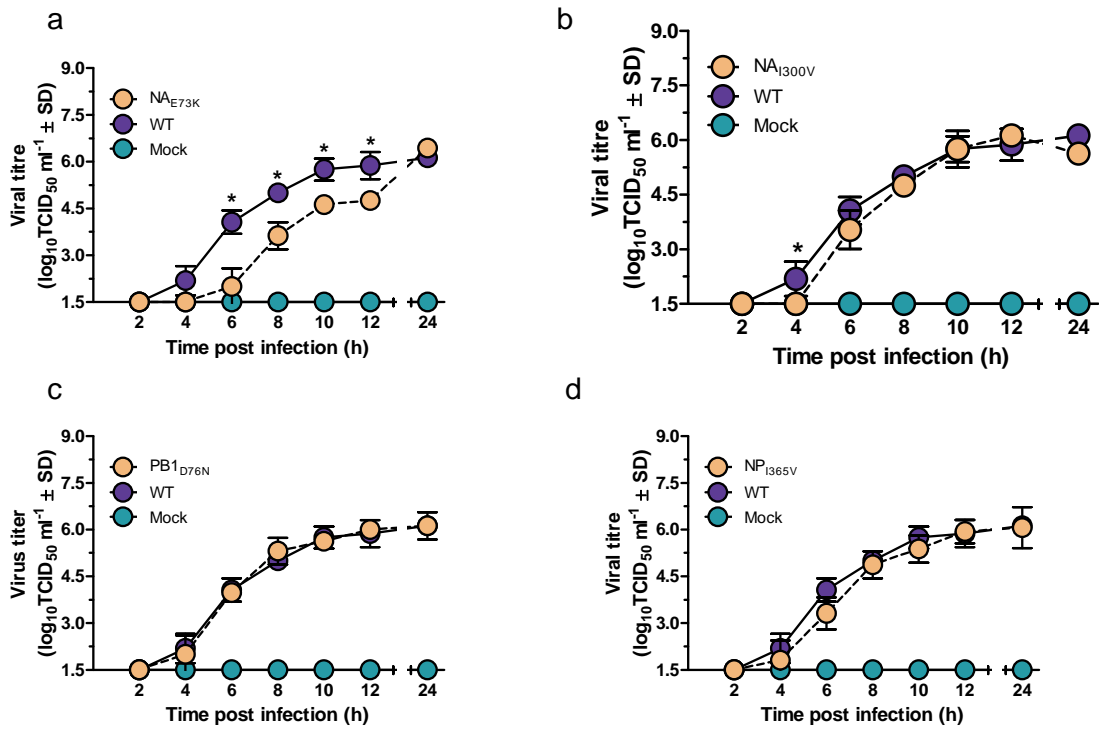 a
Viral titre
(log₁₀TCID₅₀ ml⁻¹ ± SD)
9.0
7.5
6.0
4.5
3.0
1.5
NA_E73K
WT
Mock
* * * *
2 4 6 8 10 12 24
Time post infection (h)
b
Viral titre
(log₁₀TCID₅₀ ml⁻¹ ± SD)
9.0
7.5
6.0
4.5
3.0
1.5
NA_I300V
WT
Mock
*
2 4 6 8 10 12 24
Time post infection (h)
c
Virus titer
(log₁₀TCID₅₀ ml⁻¹ ± SD)
9.0
7.5
6.0
4.5
3.0
1.5
PB1_D76N
WT
Mock
2 4 6 8 10 12 24
Time post infection (h)
d
Viral titre
(log₁₀TCID₅₀ ml⁻¹ ± SD)
9.0
7.5
6.0
4.5
3.0
1.5
NP_I365V
WT
Mock
2 4 6 8 10 12 24
Time post infection (h)